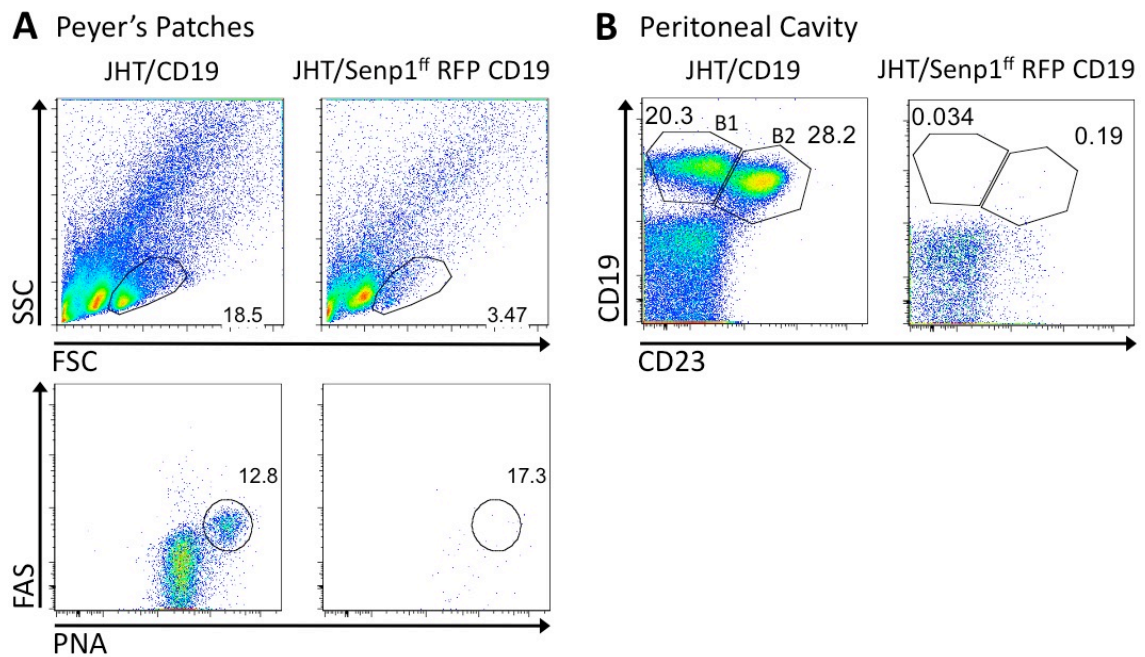 A Peyer's Patches
JHT/CD19
JHT/Senp1ff RFP CD19
SSC
18.5
3.47
FSC
12.8
17.3
FAS
PNA
B Peritoneal Cavity
JHT/CD19
JHT/Senp1ff RFP CD19
20.3
B1
B2
28.2
0.034
0.19
CD19
CD23